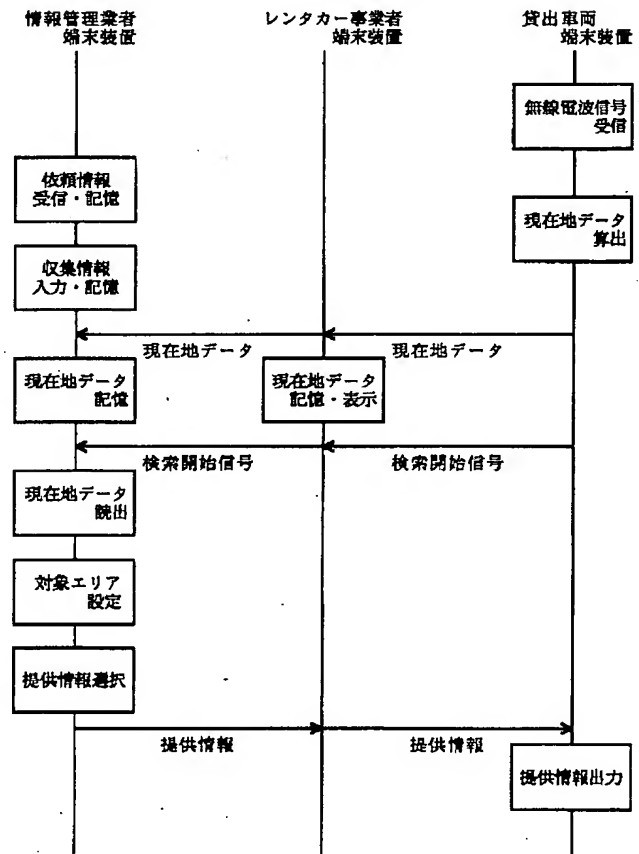 情報管理業者
端末装置
レンタカー事業者
端末装置
貸出車両
端末装置
無線電波信号
受信
依頼情報
受信・記憶
現在地データ
算出
収集情報
入力・記憶
現在地データ
現在地データ
現在地データ
記憶
現在地データ
記憶・表示
検索開始信号
検索開始信号
現在地データ
読出
対象エリア
設定
提供情報選択
提供情報
提供情報
提供情報出力